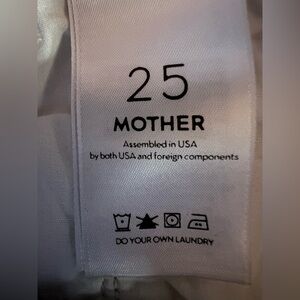 25
MOTHER
Assembled in USA
by both USA and foreign components
DO YOUR OWN LAUNDRY